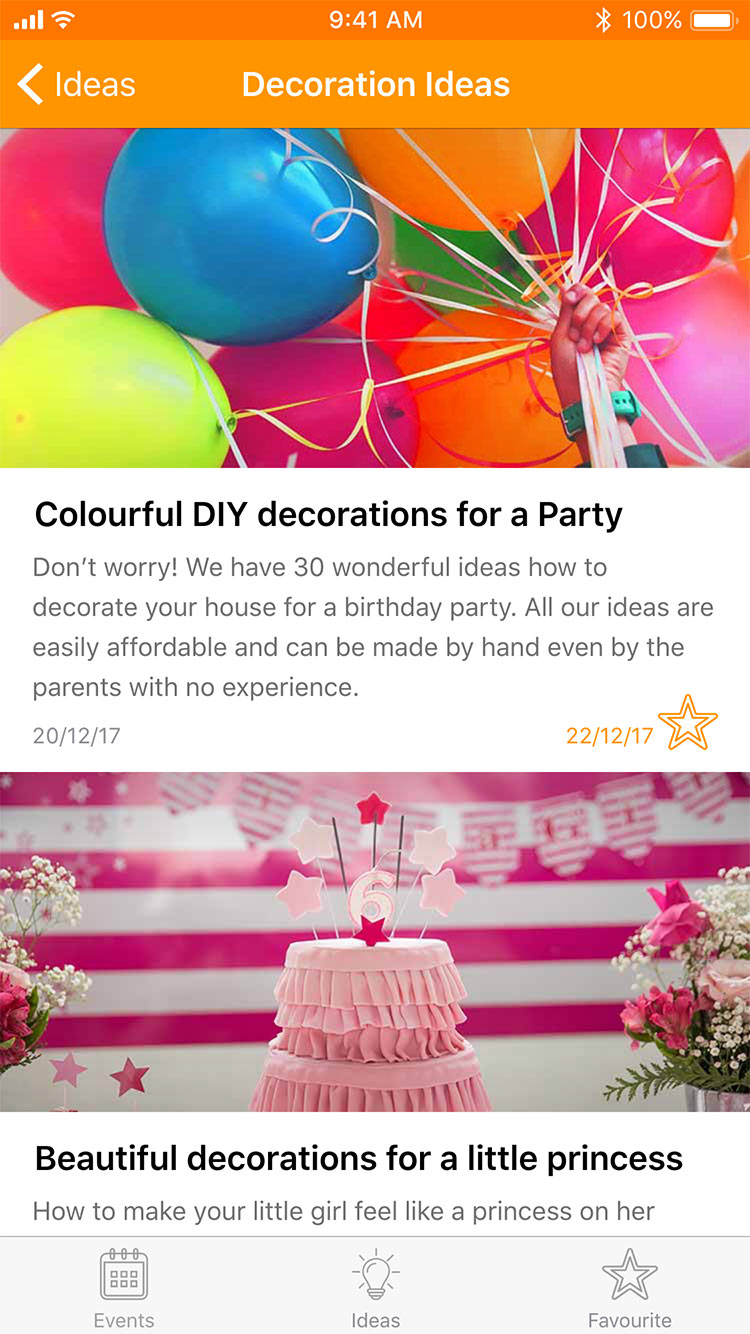 9:41 AM
100%
Ideas
Decoration Ideas
Colourful DIY decorations for a Party
Don’t worry! We have 30 wonderful ideas how to
decorate your house for a birthday party. All our ideas are
easily affordable and can be made by hand even by the
parents with no experience.
20/12/17
22/12/17
6
Beautiful decorations for a little princess
How to make your little girl feel like a princess on her
Events
Ideas
Favourite